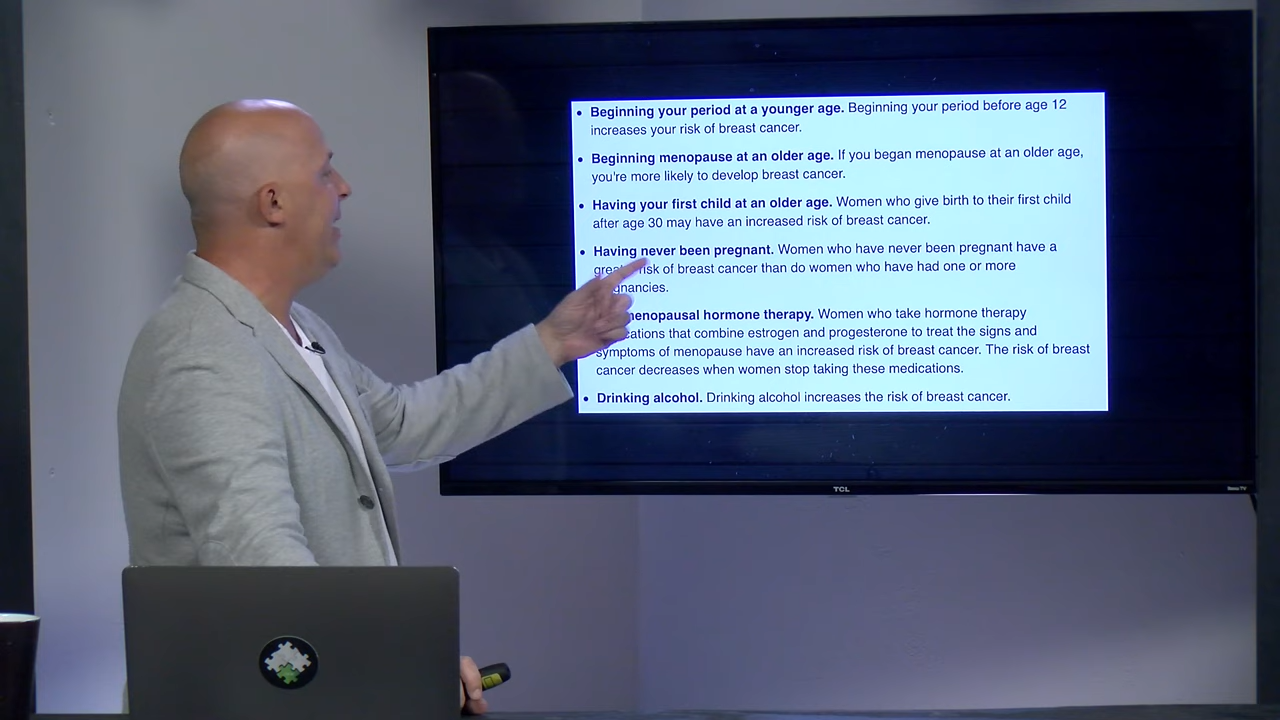 • Beginning your period at a younger age. Beginning your period before age 12
increases your risk of breast cancer.
• Beginning menopause at an older age. If you began menopause at an older age,
you're more likely to develop breast cancer.
• Having your first child at an older age. Women who give birth to their first child
after age 30 may have an increased risk of breast cancer.
• Having never been pregnant. Women who have never been pregnant have a
risk of breast cancer than do women who have had one or more
hormone therapy. Women who take hormone therapy
that combine estrogen and progesterone to treat the signs and
symptoms of menopause have an increased risk of breast cancer. The risk of breast
cancer decreases when women stop taking these medications.
• Drinking alcohol. Drinking alcohol increases the risk of breast cancer.
TCL
Roku TV